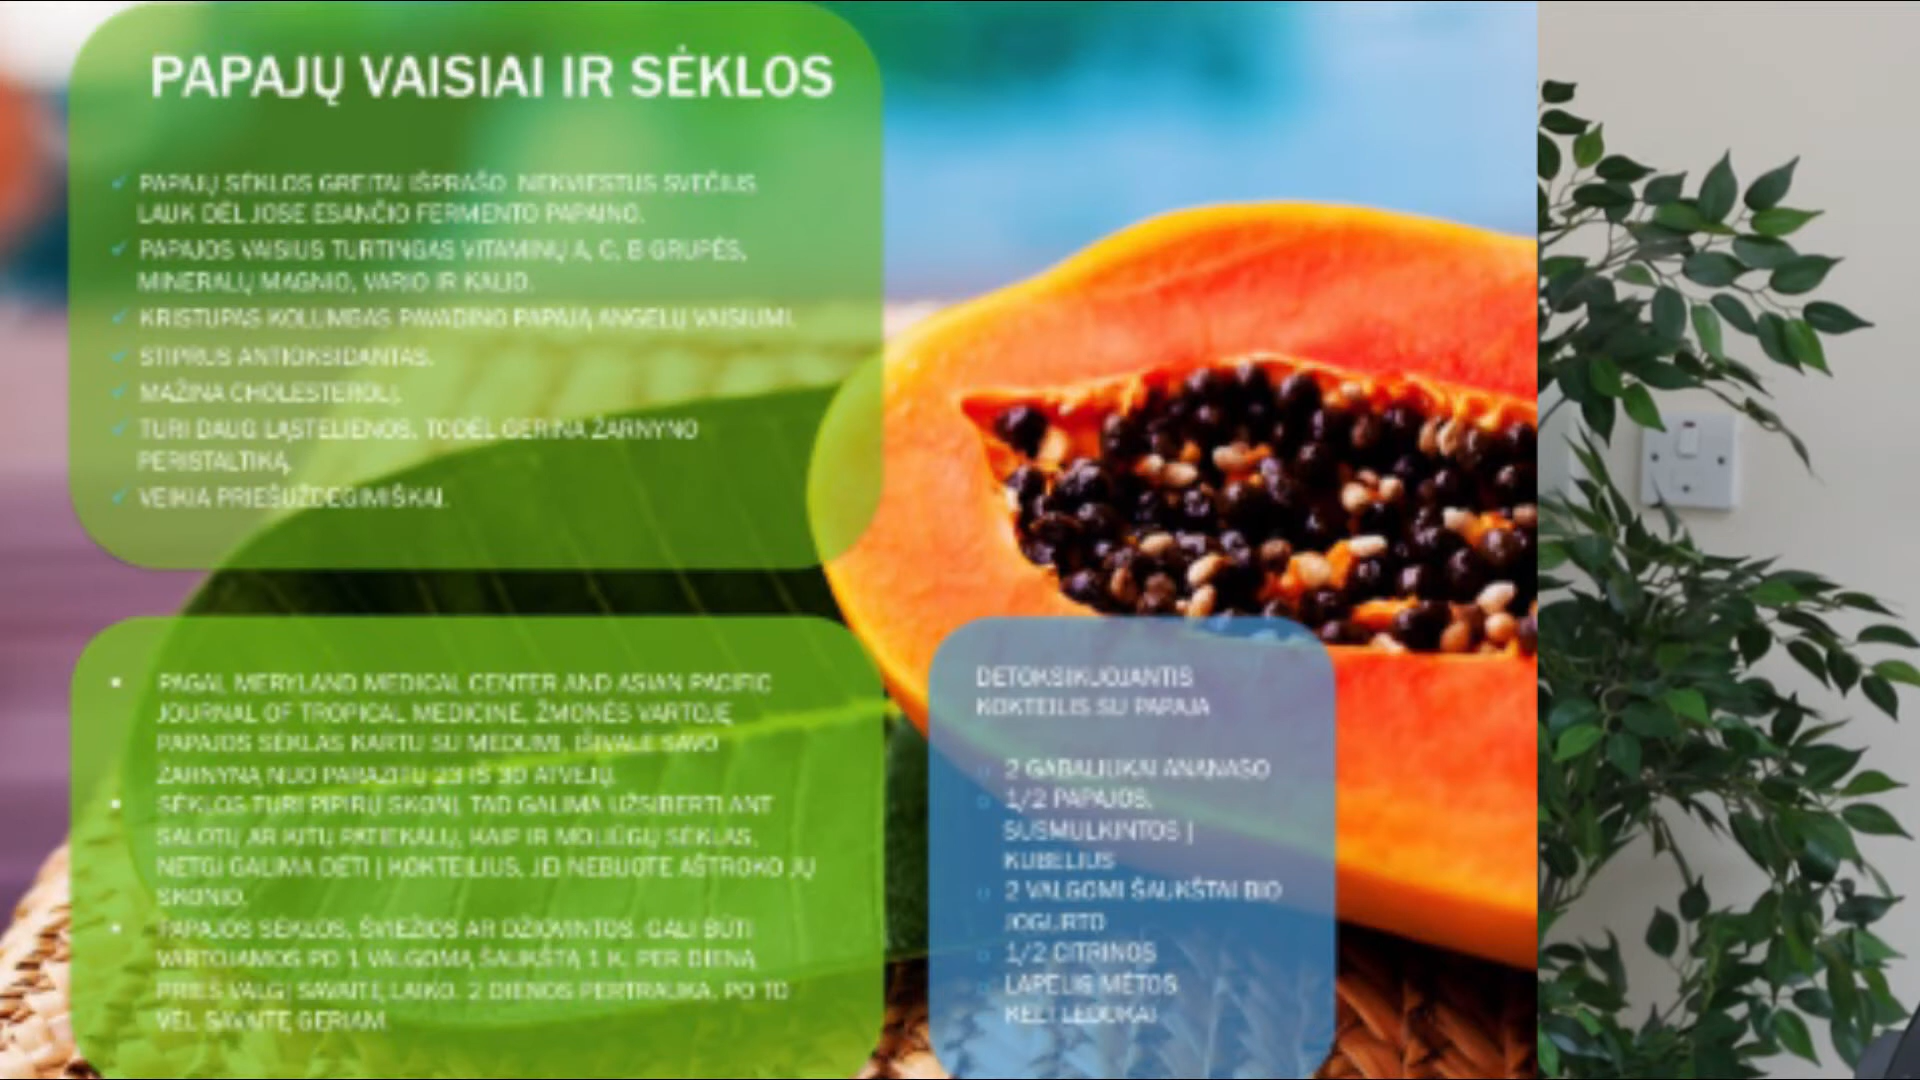 PAPAJŲ VAISIAI IR SĖKLOS
PAPAJŲ SĖKLOS GREITAI IŠPRAŠO NEKVIESTUS SVEČIUS
LAUK DĖL JOSE ESANČIO FERMENTO PAPAINO.
PAPAJOS VAISIUS TURTINGAS VITAMINŲ A, C, B GRUPĖS,
MINERALŲ MAGNIO, VARIO IR KALIO.
KRISTUPAS KOLUMBAS PAVADINO PAPAJĄ ANGELŲ VAISIUMI.
STIPRUS ANTIOKSIDANTAS.
MAŽINA CHOLESTEROLĮ.
TURI DAUG LĄSTELIENOS, TODĖL GERINA ŽARNYNO
PERISTALTIKĄ.
VEIKIA PRIEŠUŽDEGIMIŠKAI.
PAGAL MERYLAND MEDICAL CENTER AND ASIAN PACIFIC
JOURNAL OF TROPICAL MEDICINE, ŽMONĖS VARTOJĘ
PAPAJOS SĖKLAS KARTU SU MEDUMI, IŠIVALĖ SAVO
ŽARNYNĄ NUO PARAZITŲ 23 IŠ 30 ATVEJŲ.
SĖKLOS TURI PIPIRŲ SKONĮ, TAD GALIMA UŽSIBERTI ANT
SALOTŲ AR KITŲ PATIEKALŲ, KAIP IR MOLIŪGŲ SĖKLAS,
NETGI GALIMA DĖTI Į KOKTEILIUS, JEI NEBIJOTE AŠTROKO JŲ
SKONIO.
PAPAJOS SĖKLOS, ŠVIEŽIOS AR DŽIOVINTOS, GALI BŪTI
VARTOJAMOS PO 1 VALGOMĄ ŠAUKŠTĄ 1 K. PER DIENĄ
PRIEŠ VALGĮ SAVAITĘ LAIKO. 2 DIENOS PERTRAUKA, PO TO
VĖL SAVAITĘ GERIAM.
DETOKSIKUOJANTIS
KOKTEILIS SU PAPAJA
2 GABALIUKAI ANANASO
1/2 PAPAJOS,
SUSMULKINTOS Į
KUBELIUS
2 VALGOMI ŠAUKŠTAI BIO
JOGURTO
1/2 CITRINOS
LAPELIS MĖTOS
KELI LEDUKAI